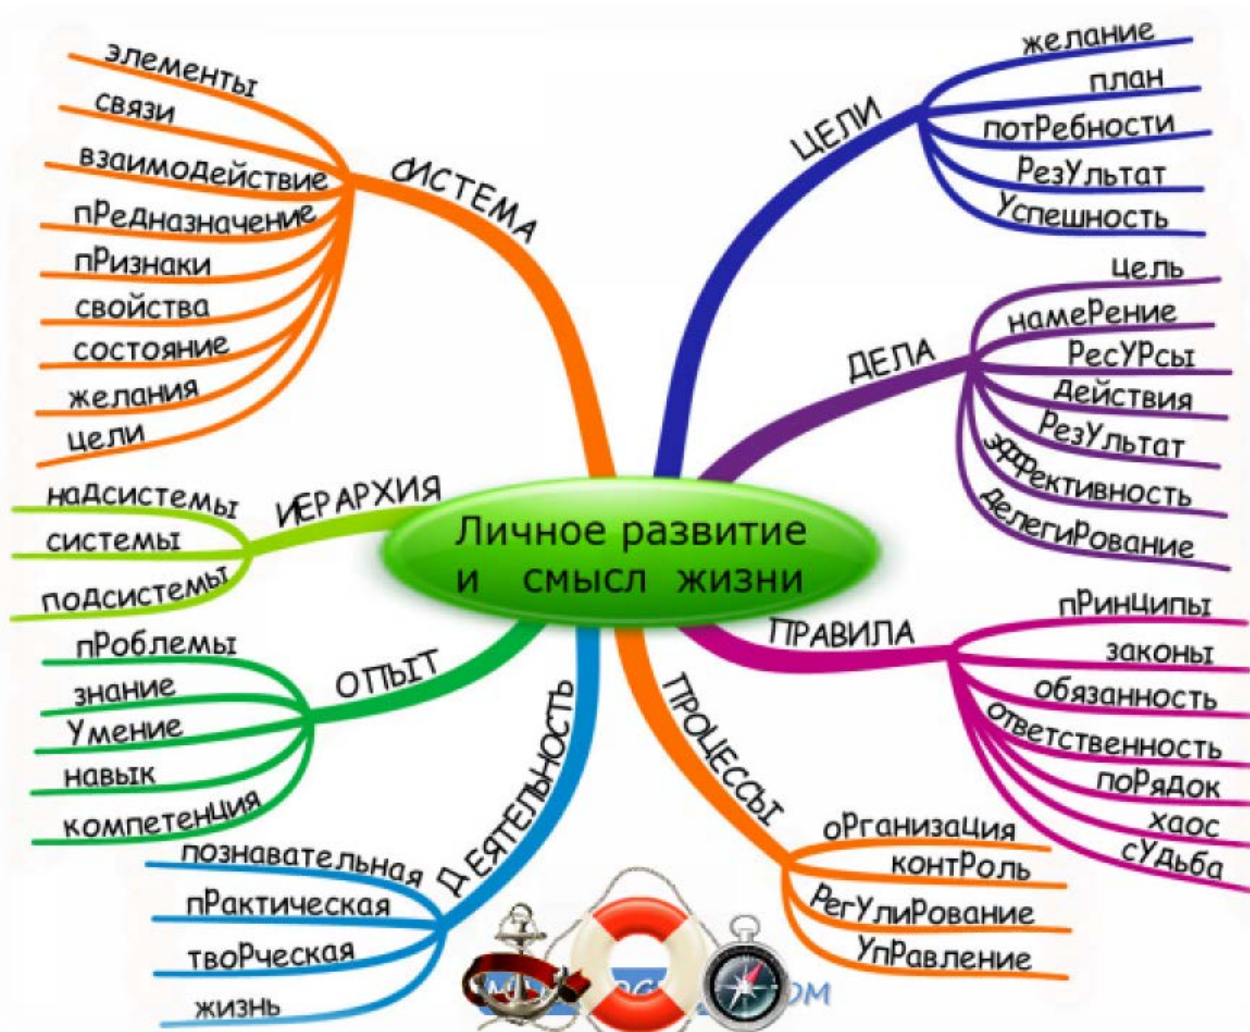 Личное развитие
и смысл жизни
ЦЕЛИ
желание
план
потребности
результат
успешность
ДЕЛА
цель
намерение
ресурсы
действия
результат
эффективность
делегирование
ПРАВИЛА
принципы
законы
обязанность
ответственность
порядок
хаос
судьба
ПРОЦЕССЫ
организация
контроль
регулирование
управление
ДЕЯТЕЛЬНОСТЬ
познавательная
практическая
творческая
жизнь
ОПЫТ
проблемы
знание
умение
навык
компетенция
ИЕРАРХИЯ
надсистемы
системы
подсистемы
СИСТЕМА
элементы
связи
взаимодействие
предназначение
признаки
свойства
состояние
желания
цели